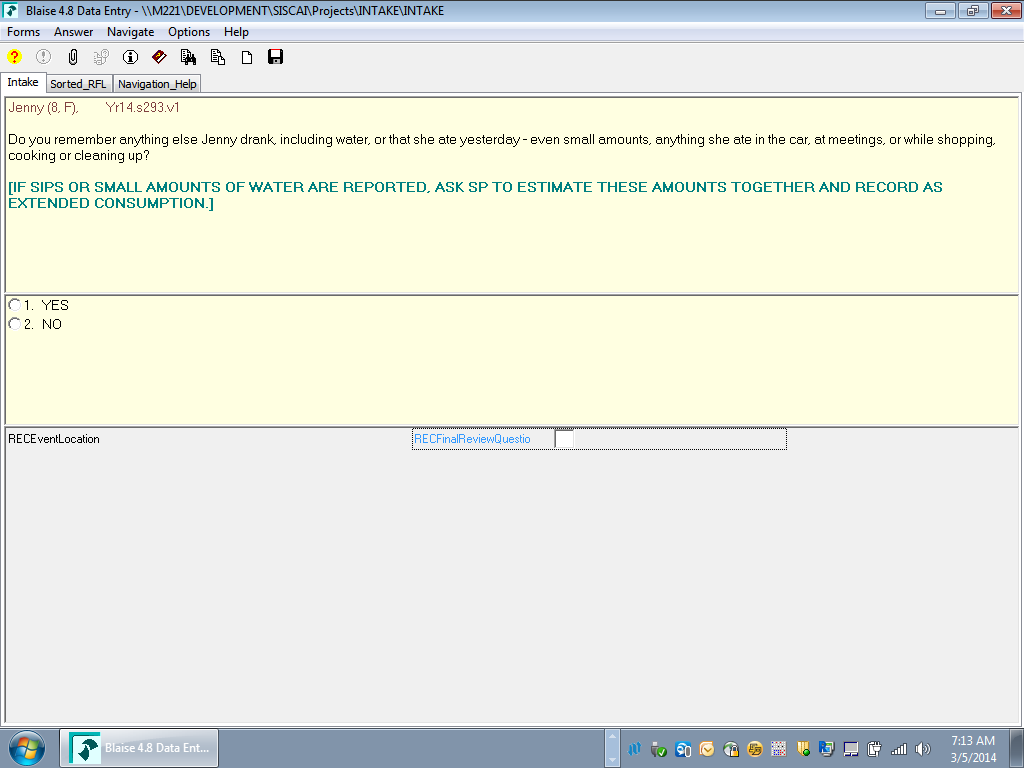 Blaise 4.8 Data Entry - \\M221\DEVELOPMENT\SISCAI\Projects\INTAKE\INTAKE
Forms Answer Navigate Options Help
Intake Sorted_RFL Navigation_Help
Jenny (8, F), Yr14.s293.v1
Do you remember anything else Jenny drank, including water, or that she ate yesterday - even small amounts, anything she ate in the car, at meetings, or while shopping,
cooking or cleaning up?
[IF SIPS OR SMALL AMOUNTS OF WATER ARE REPORTED, ASK SP TO ESTIMATE THESE AMOUNTS TOGETHER AND RECORD AS
EXTENDED CONSUMPTION.]
1. YES
2. NO
RECEventLocation RECFinalReviewQuestio
Blaise 4.8 Data Ent...
7:13 AM
3/5/2014